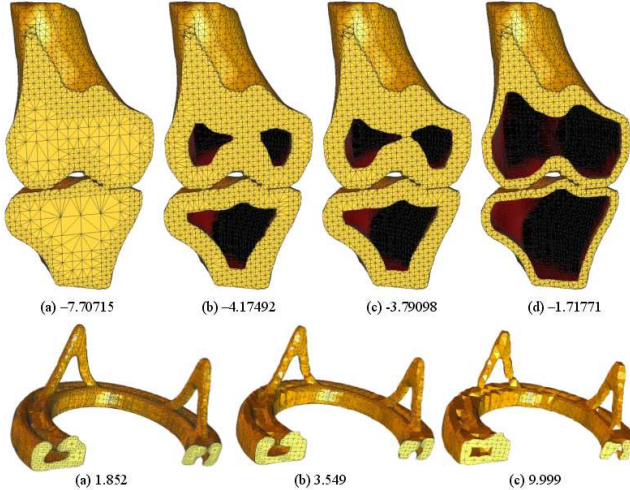 (a) –7.70715 (b) –4.17492 (c) -3.79098 (d) –1.71771
(a) 1.852 (b) 3.549 (c) 9.999